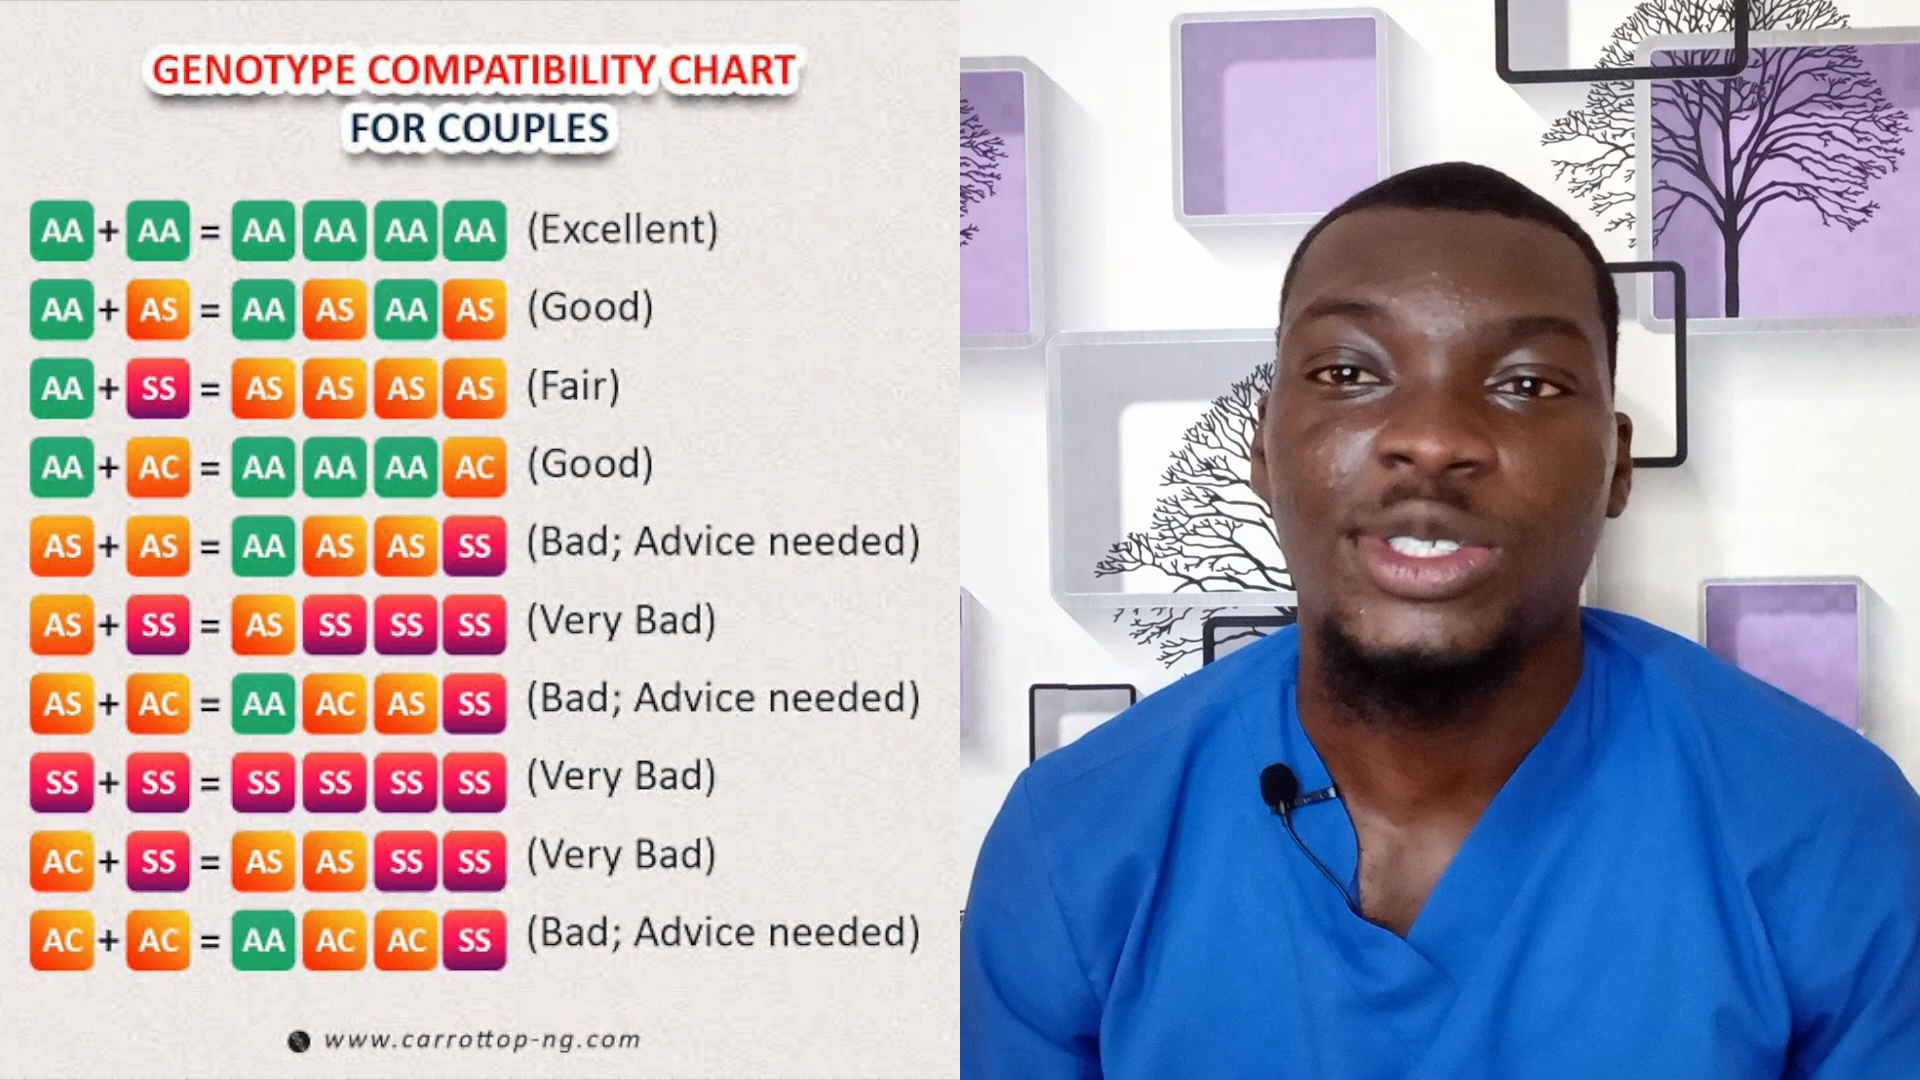 GENOTYPE COMPATIBILITY CHART
FOR COUPLES
AA + AA = AA AA AA AA (Excellent)
AA + AS = AA AS AA AS (Good)
AA + SS = AS AS AS AS (Fair)
AA + AC = AA AA AA AC (Good)
AS + AS = AA AS AS SS (Bad; Advice needed)
AS + SS = AS SS SS SS (Very Bad)
AS + AC = AA AC AS SS (Bad; Advice needed)
SS + SS = SS SS SS SS (Very Bad)
AC + SS = AS AS SS SS (Very Bad)
AC + AC = AA AC AC SS (Bad; Advice needed)
www.carrottop-ng.com